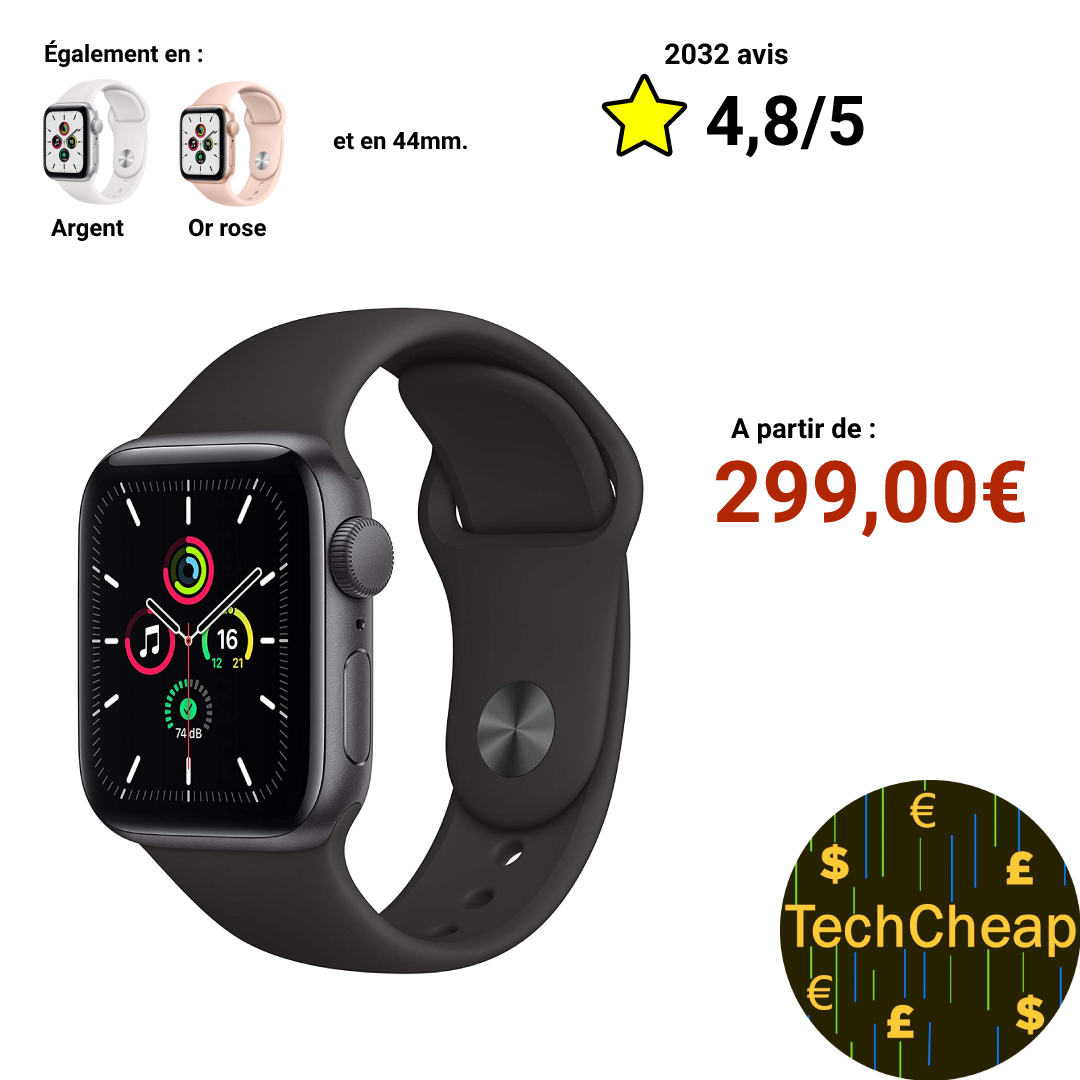 Également en :
2032 avis
4,8/5
et en 44mm.
Argent
Or rose
A partir de :
299,00€
16
12 21
74 dB
€
$
£
TechCheap
€
£
$